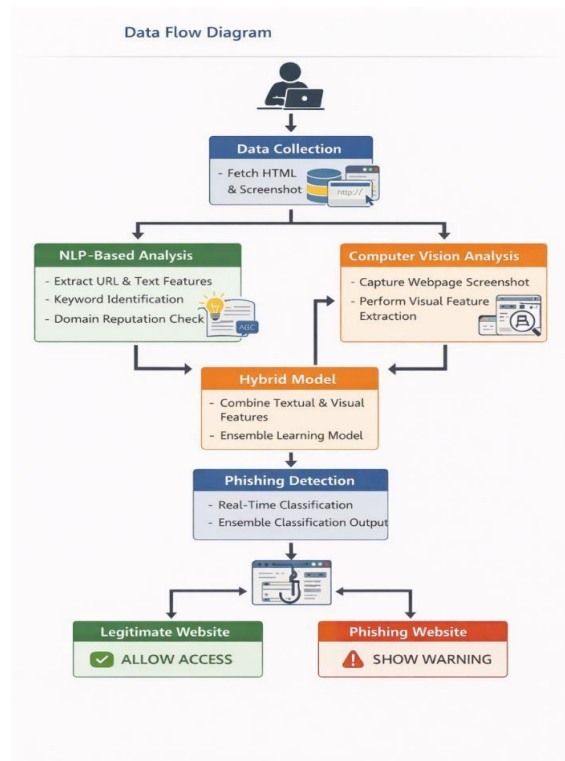 Data Flow Diagram
Data Collection
- Fetch HTML
& Screenshot
http://
NLP-Based Analysis
- Extract URL & Text Features
- Keyword Identification
- Domain Reputation Check
AGC
Computer Vision Analysis
- Capture Webpage Screenshot
- Perform Visual Feature
Extraction
Hybrid Model
- Combine Textual & Visual
Features
- Ensemble Learning Model
Phishing Detection
- Real-Time Classification
- Ensemble Classification Output
Legitimate Website
ALLOW ACCESS
Phishing Website
SHOW WARNING